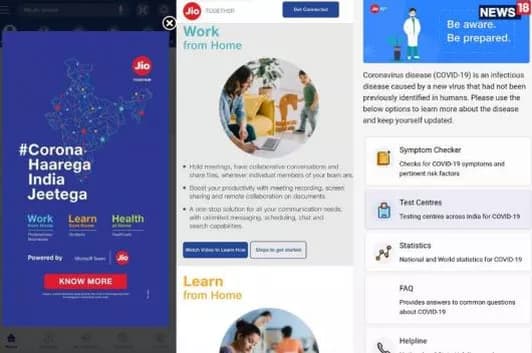 Jio
TOGETHER
#Corona
Haarega
India
Jeetega
Work
from Home
Learn
from Home
Health
at Home
Powered by
Microsoft Teams
Jio
KNOW MORE
Jio
TOGETHER
Get Connected
Work
from Home
• Hold meetings, have collaborative conversations and
share files, wherever individual members of your team are.
• Boost your productivity with meeting recording, screen
sharing and remote collaboration on documents.
• A one-stop solution for all your communication needs,
with unlimited messaging, scheduling, chat and
search capabilities.
Watch Video to Learn How
Steps to get started
Learn
from Home
NEWS 18
Jio
Be aware.
Be prepared.
Coronavirus disease (COVID-19) is an infectious
disease caused by a new virus that had not been
previously identified in humans. Please use the
below options to learn more about the disease
and keep yourself updated.
Symptom Checker
Checks for COVID-19 symptoms and
pertinent risk factors
Test Centres
Testing centres across India for COVID-19
Statistics
National and World statistics for COVID-19
FAQ
Provides answers to common questions
about COVID-19
Helpline